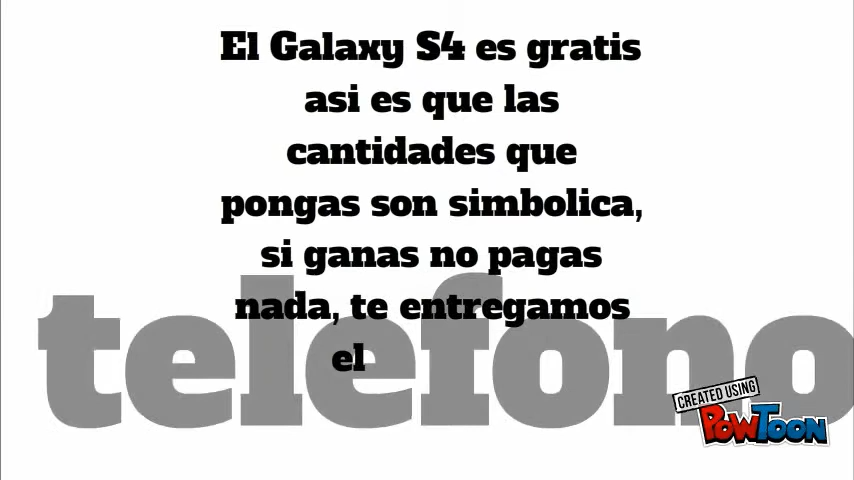 El Galaxy S4 es gratis
asi es que las
cantidades que
pongas son simbolica,
si ganas no pagas
nada, te entregamos
el
telefono
CREATED USING
POWTOON